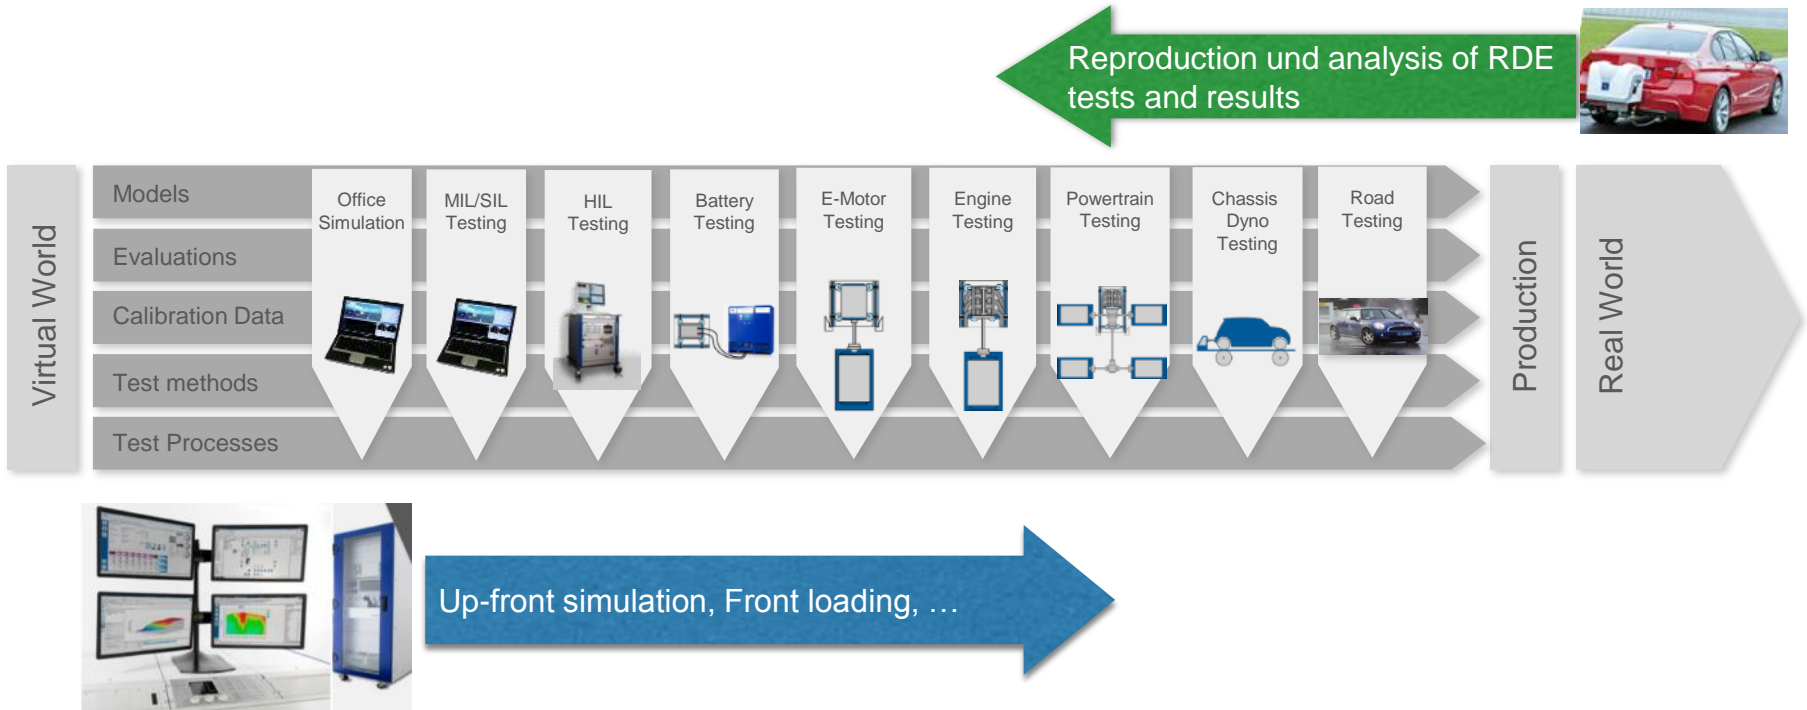 Reproduction und analysis of RDE
tests and results
Virtual World
Models
Evaluations
Calibration Data
Test methods
Test Processes
Office
Simulation
MIL/SIL
Testing
HIL
Testing
Battery
Testing
E-Motor
Testing
Engine
Testing
Powertrain
Testing
Chassis
Dyno
Testing
Road
Testing
Production
Real World
Up-front simulation, Front loading, …